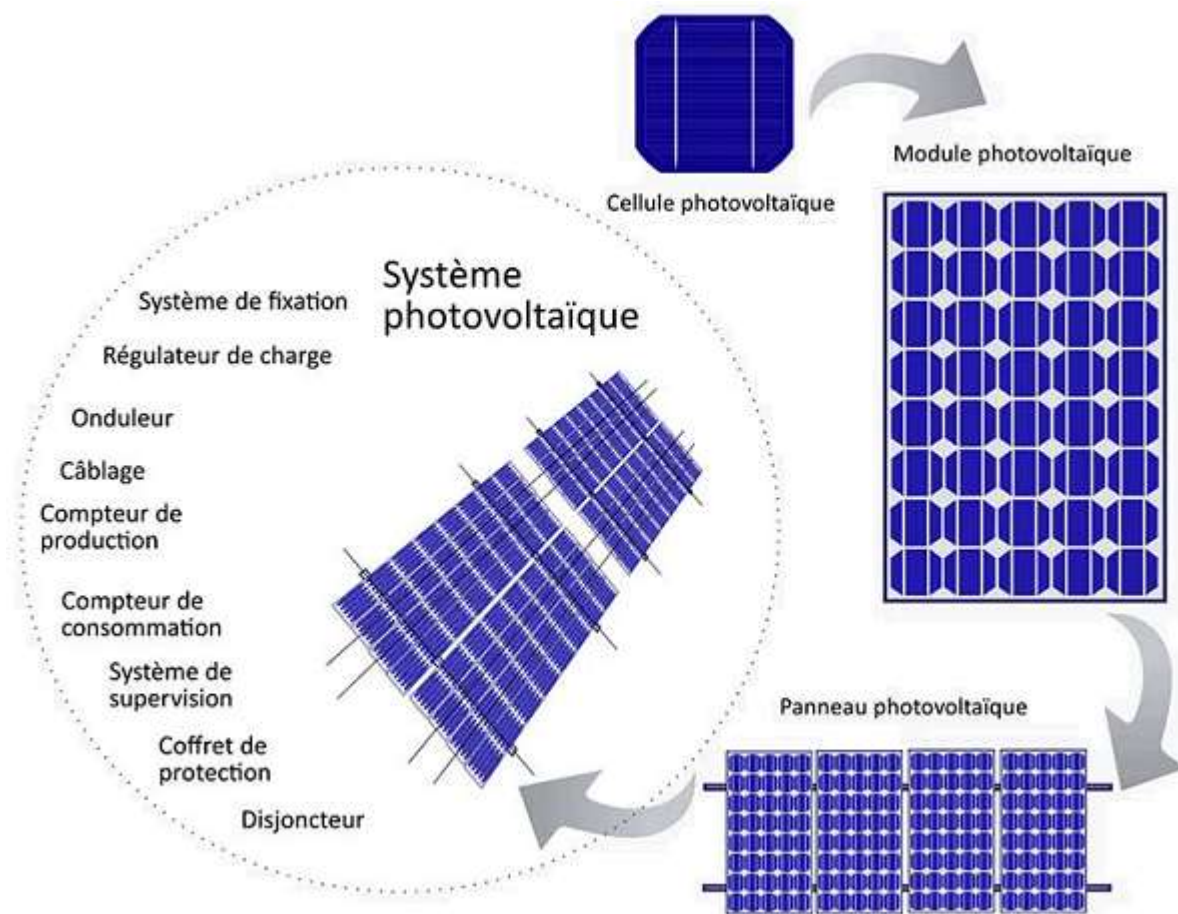 Cellule photovoltaïque
Module photovoltaïque
Panneau photovoltaïque
Système
photovoltaïque
Système de fixation
Régulateur de charge
Onduleur
Câblage
Compteur de
production
Compteur de
consommation
Système de
supervision
Coffret de
protection
Disjoncteur